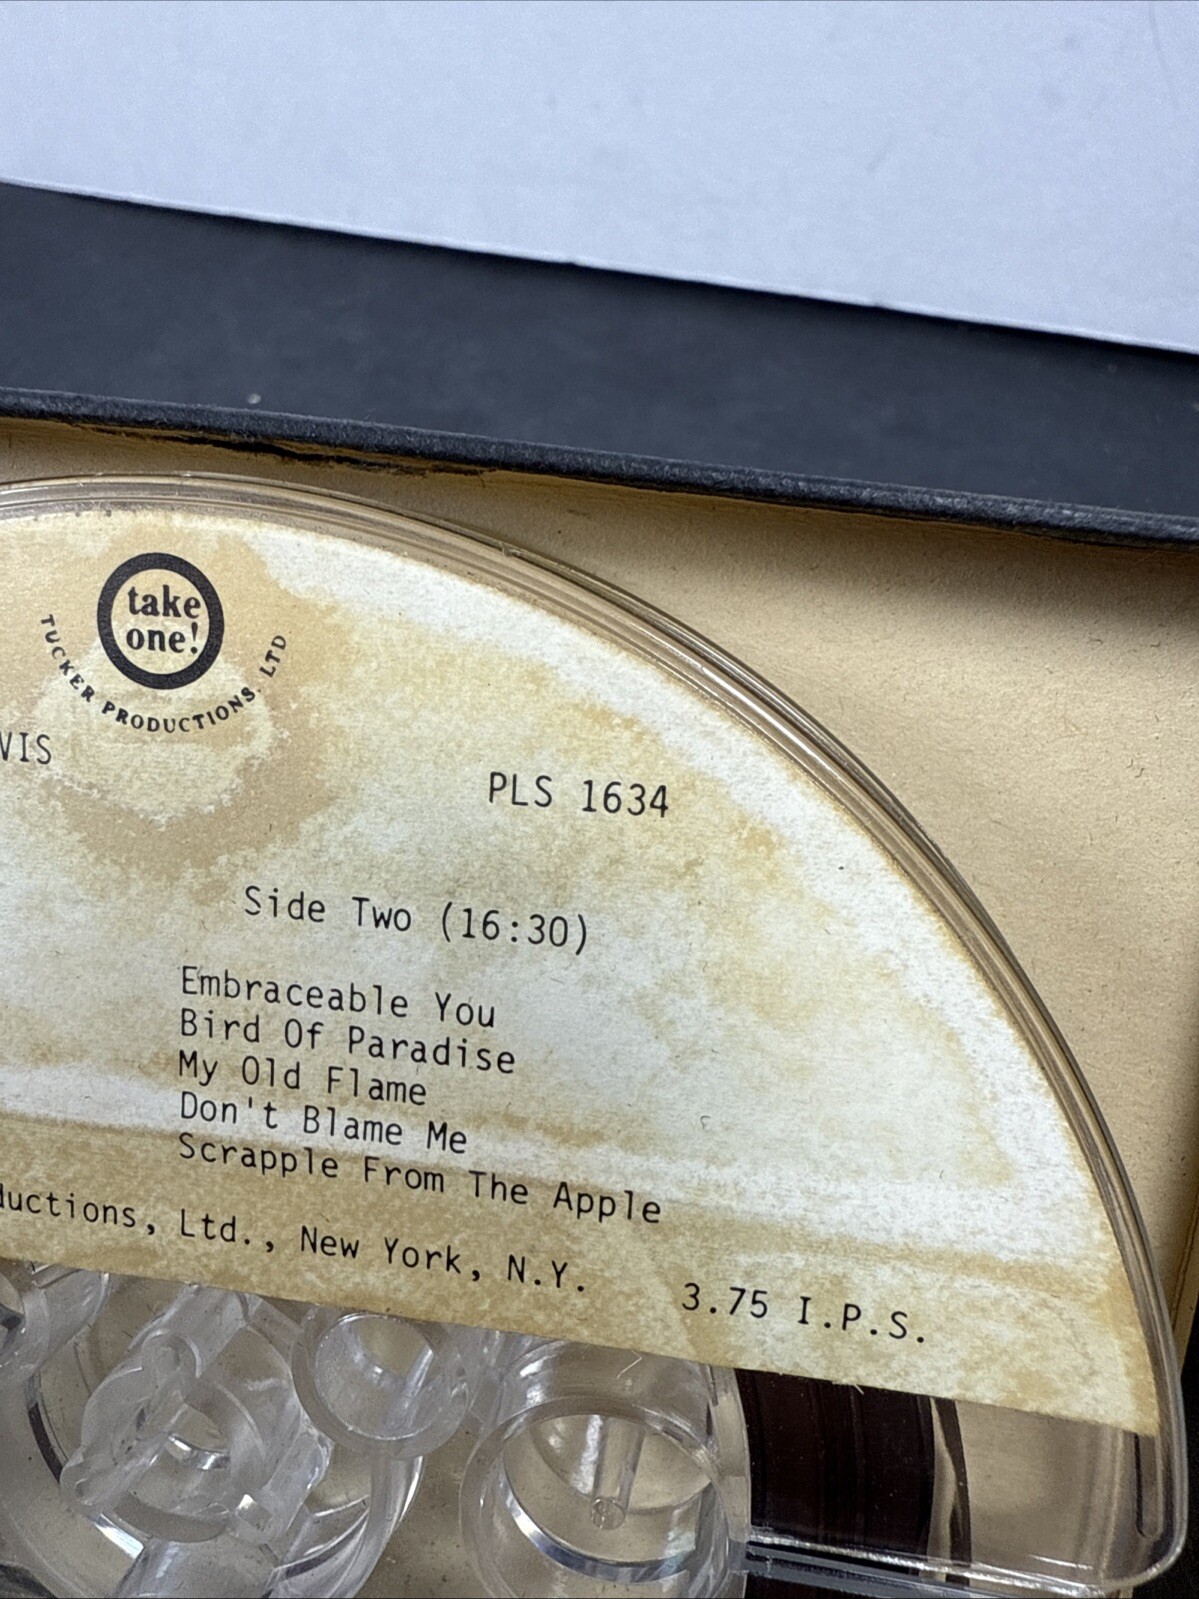 take
one!
TUCKER PRODUCTIONS, LTD
VIS
PLS 1634
Side Two (16:30)
Embraceable You
Bird Of Paradise
My Old Flame
Don't Blame Me
Scrapple From The Apple
ductions, Ltd., New York, N.Y. 3.75 I.P.S.